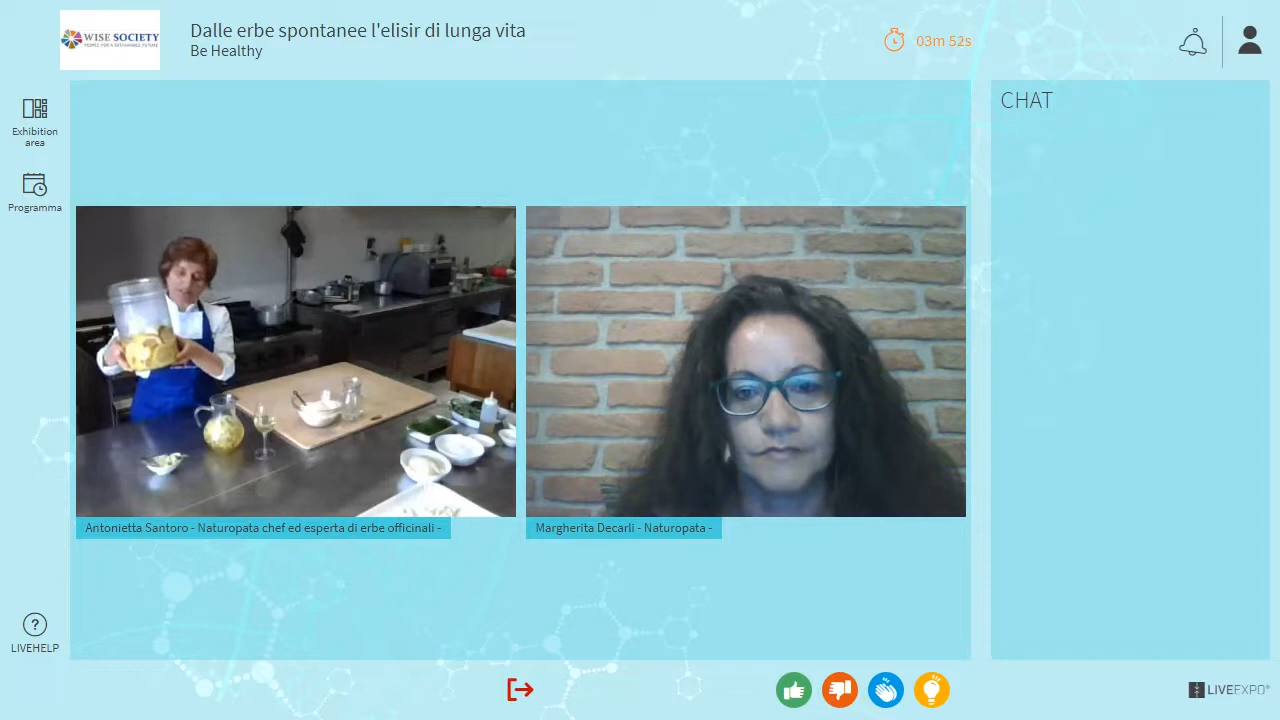 WISE SOCIETY
PEOPLE FOR A SUSTAINABLE FUTURE
Dalle erbe spontanee l'elisir di lunga vita
Be Healthy
03m 52s
CHAT
Exhibition
area
Programma
Antonietta Santoro - Naturopata chef ed esperta di erbe officinali -
Margherita Decarli - Naturopata -
?
LIVEHELP
LIVEEXPO®